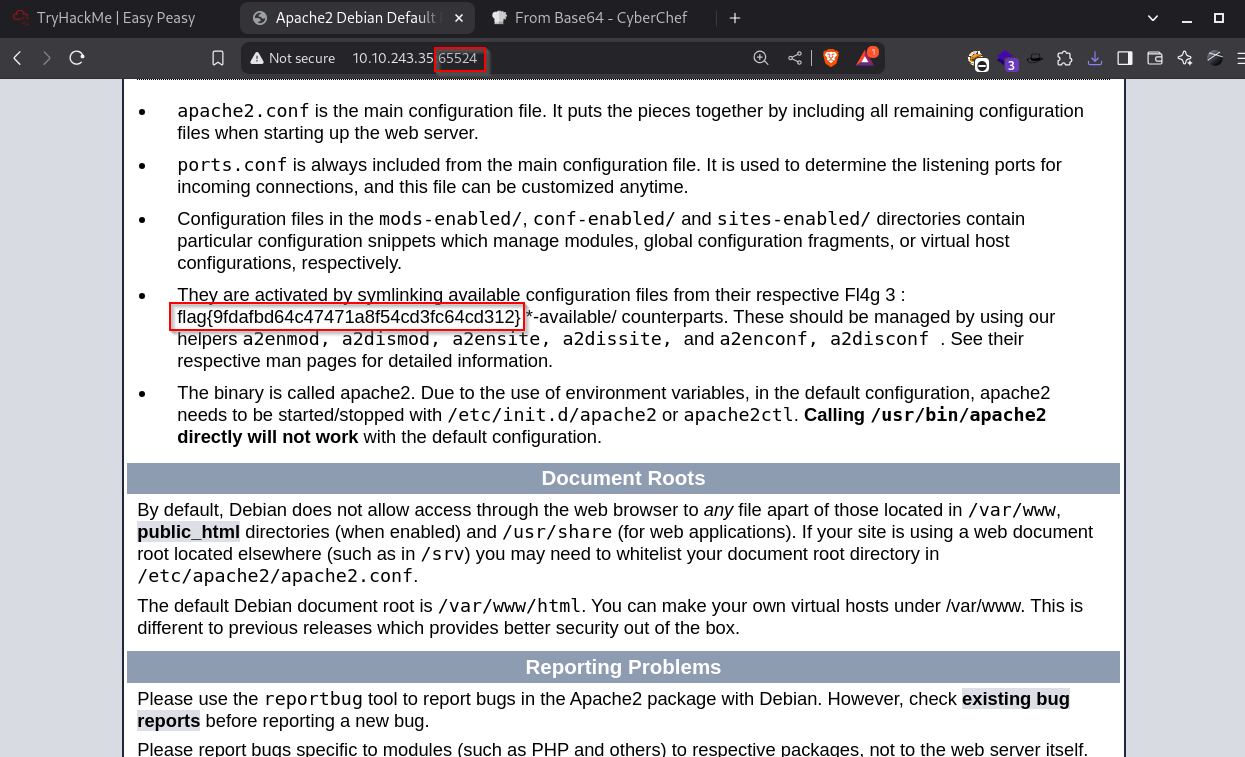 TryHackMe | Easy Peasy
Apache2 Debian Default
From Base64 - CyberChef
Not secure 10.10.243.35:65524
1
3
apache2.conf is the main configuration file. It puts the pieces together by including all remaining configuration
files when starting up the web server.
ports.conf is always included from the main configuration file. It is used to determine the listening ports for
incoming connections, and this file can be customized anytime.
Configuration files in the mods-enabled/, conf-enabled/ and sites-enabled/ directories contain
particular configuration snippets which manage modules, global configuration fragments, or virtual host
configurations, respectively.
They are activated by symlinking available configuration files from their respective Fl4g 3 :
flag{9fdafbd64c47471a8f54cd3fc64cd312} *-available/ counterparts. These should be managed by using our
helpers a2enmod, a2dismod, a2ensite, a2dissite, and a2enconf, a2disconf . See their
respective man pages for detailed information.
The binary is called apache2. Due to the use of environment variables, in the default configuration, apache2
needs to be started/stopped with /etc/init.d/apache2 or apache2ctl. Calling /usr/bin/apache2
directly will not work with the default configuration.
Document Roots
By default, Debian does not allow access through the web browser to any file apart of those located in /var/www,
public_html directories (when enabled) and /usr/share (for web applications). If your site is using a web document
root located elsewhere (such as in /srv) you may need to whitelist your document root directory in
/etc/apache2/apache2.conf.
The default Debian document root is /var/www/html. You can make your own virtual hosts under /var/www. This is
different to previous releases which provides better security out of the box.
Reporting Problems
Please use the reportbug tool to report bugs in the Apache2 package with Debian. However, check existing bug
reports before reporting a new bug.
Please report bugs specific to modules (such as PHP and others) to respective packages, not to the web server itself.